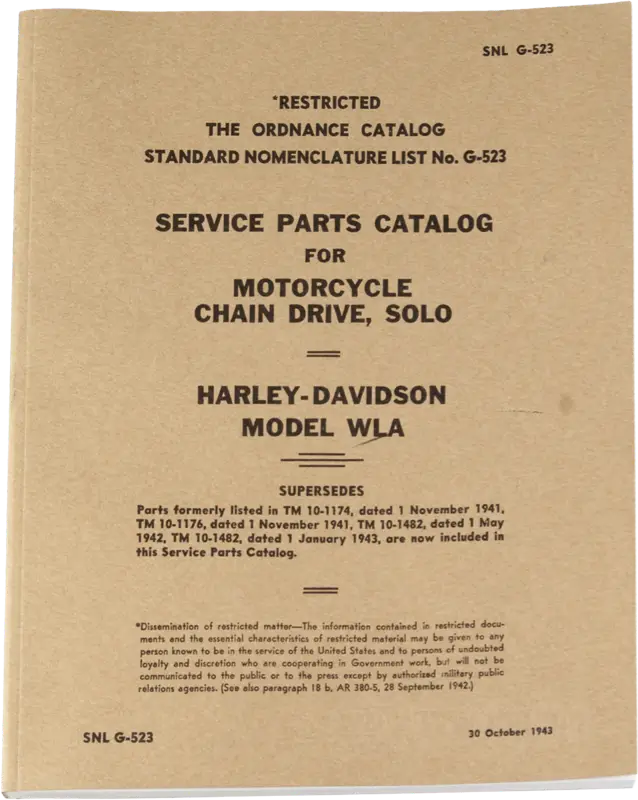 SNL G-523
*RESTRICTED
THE ORDNANCE CATALOG
STANDARD NOMENCLATURE LIST No. G-523
SERVICE PARTS CATALOG
FOR
MOTORCYCLE
CHAIN DRIVE, SOLO
HARLEY-DAVIDSON
MODEL WLA
SUPERSEDES
Parts formerly listed in TM 10-1174, dated 1 November 1941,
TM 10-1176, dated 1 November 1941, TM 10-1482, dated 1 May
1942, TM 10-1482, dated 1 January 1943, are now included in
this Service Parts Catalog.
*Dissemination of restricted matter—The information contained in restricted docu-
ments and the essential characteristics of restricted material may be given to any
person known to be in the service of the United States and to persons of undoubted
loyalty and discretion who are cooperating in Government work, but will not be
communicated to the public or to the press except by authorized military public
relations agencies. (See also paragraph 18 b, AR 380-5, 28 September 1942.)
SNL G-523
30 October 1943